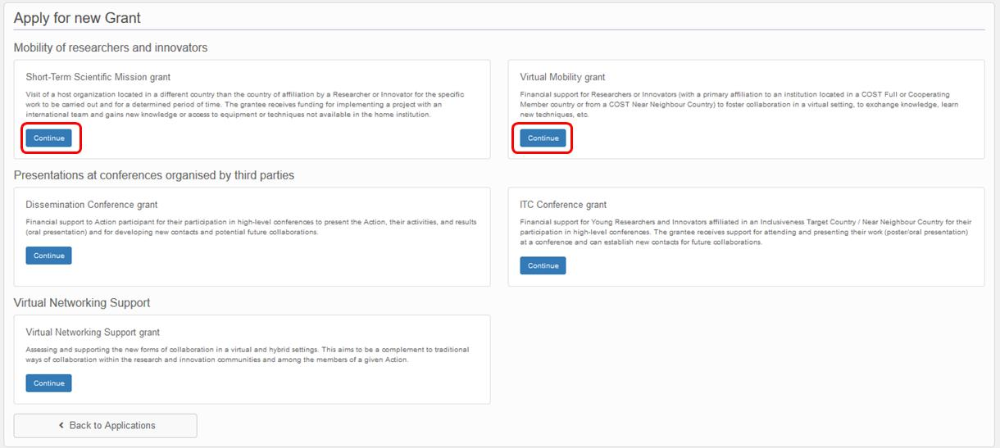 Apply for new Grant
Mobility of researchers and innovators
Short-Term Scientific Mission grant
Visit of a host organization located in a different country than the country of affiliation by a Researcher or Innovator for the specific
work to be carried out and for a determined period of time. The grantee receives funding for implementing a project with an
international team and gains new knowledge or access to equipment or techniques not available in the home institution.
Continue
Virtual Mobility grant
Financial support for Researchers or Innovators (with a primary affiliation to an institution located in a COST Full or Cooperating
Member country or from a COST Near Neighbour Country) to foster collaboration in a virtual setting, to exchange knowledge, learn
new techniques, etc.
Continue
Presentations at conferences organised by third parties
Dissemination Conference grant
Financial support to Action participant for their participation in high-level conferences to present the Action, their activities, and results
(oral presentation) and for developing new contacts and potential future collaborations.
Continue
ITC Conference grant
Financial support for Young Researchers and Innovators affiliated in an Inclusiveness Target Country / Near Neighbour Country for their
participation in high-level conferences. The grantee receives support for attending and presenting their work (poster/oral presentation)
at a conference and can establish new contacts for future collaborations.
Continue
Virtual Networking Support
Virtual Networking Support grant
Assessing and supporting the new forms of collaboration in a virtual and hybrid settings. This aims to be a complement to traditional
ways of collaboration within the research and innovation communities and among the members of a given Action.
Continue
Back to Applications